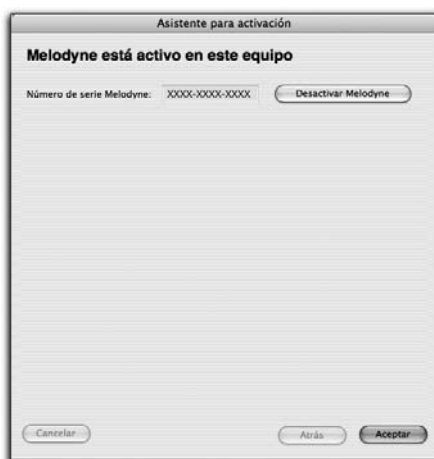 Asistente para activación
Melodyne está activo en este equipo
Número de serie Melodyne: XXXX-XXXX-XXXX Desactivar Melodyne
Cancelar Atrás Aceptar